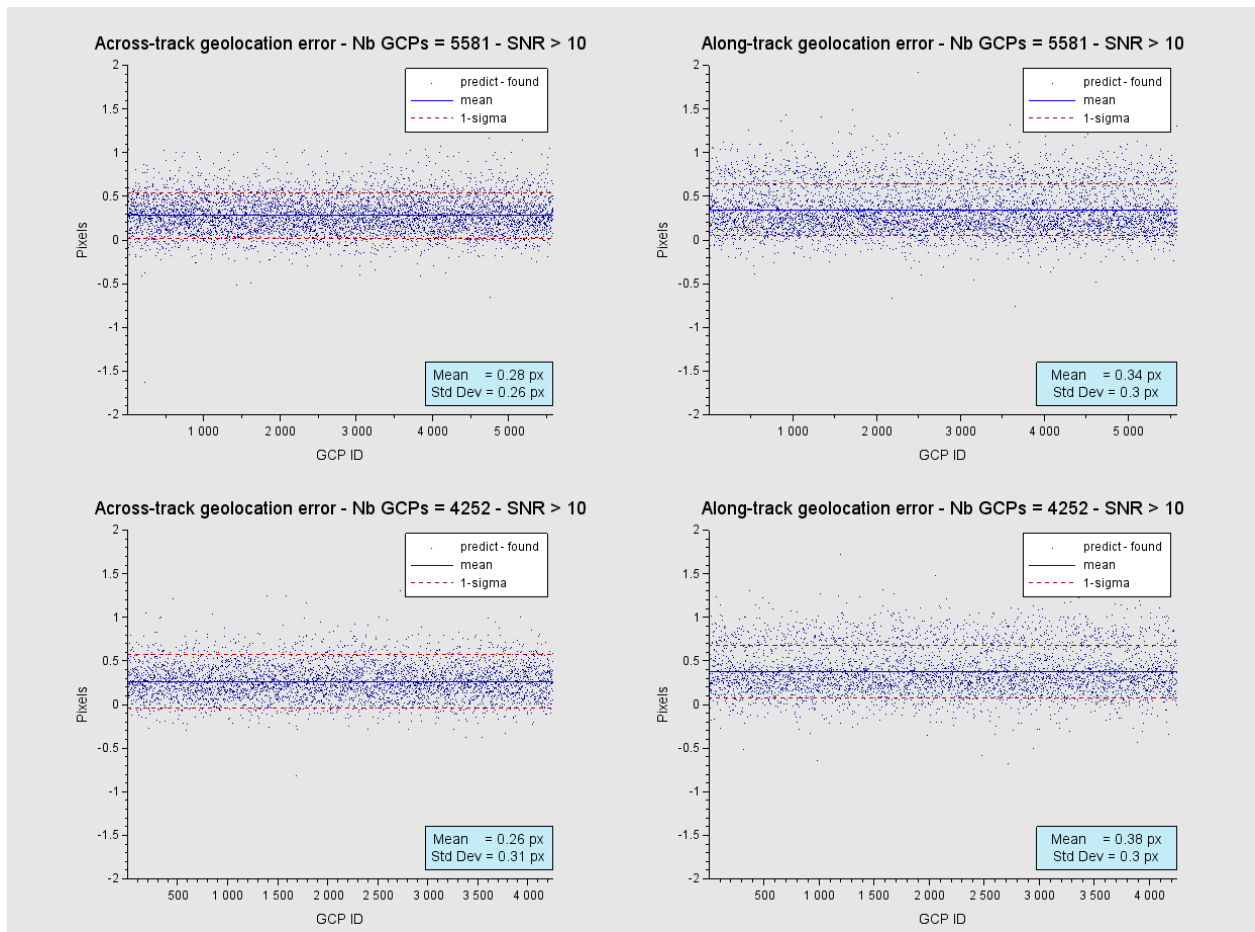 Across-track geolocation error - Nb GCPs = 5581 - SNR > 10
2
1.5
1
0.5
0
-0.5
-1
-1.5
-2
Pixels
predict - found
mean
1-sigma
Mean = 0.28 px
Std Dev = 0.26 px
1 000 2 000 3 000 4 000 5 000
GCP ID
Along-track geolocation error - Nb GCPs = 5581 - SNR > 10
2
1.5
1
0.5
0
-0.5
-1
-1.5
-2
Pixels
predict - found
mean
1-sigma
Mean = 0.34 px
Std Dev = 0.3 px
1 000 2 000 3 000 4 000 5 000
GCP ID
Across-track geolocation error - Nb GCPs = 4252 - SNR > 10
2
1.5
1
0.5
0
-0.5
-1
-1.5
-2
Pixels
predict - found
mean
1-sigma
Mean = 0.26 px
Std Dev = 0.31 px
500 1 000 1 500 2 000 2 500 3 000 3 500 4 000
GCP ID
Along-track geolocation error - Nb GCPs = 4252 - SNR > 10
2
1.5
1
0.5
0
-0.5
-1
-1.5
-2
Pixels
predict - found
mean
1-sigma
Mean = 0.38 px
Std Dev = 0.3 px
500 1 000 1 500 2 000 2 500 3 000 3 500 4 000
GCP ID